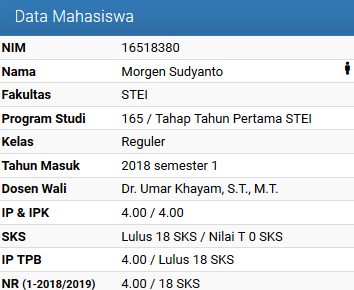 Data Mahasiswa
NIM 16518380
Nama Morgen Sudyanto
Fakultas STEI
Program Studi 165 / Tahap Tahun Pertama STEI
Kelas Reguler
Tahun Masuk 2018 semester 1
Dosen Wali Dr. Umar Khayam, S.T., M.T.
IP & IPK 4.00 / 4.00
SKS Lulus 18 SKS / Nilai T 0 SKS
IP TPB 4.00 / Lulus 18 SKS
NR (1-2018/2019) 4.00 / 18 SKS